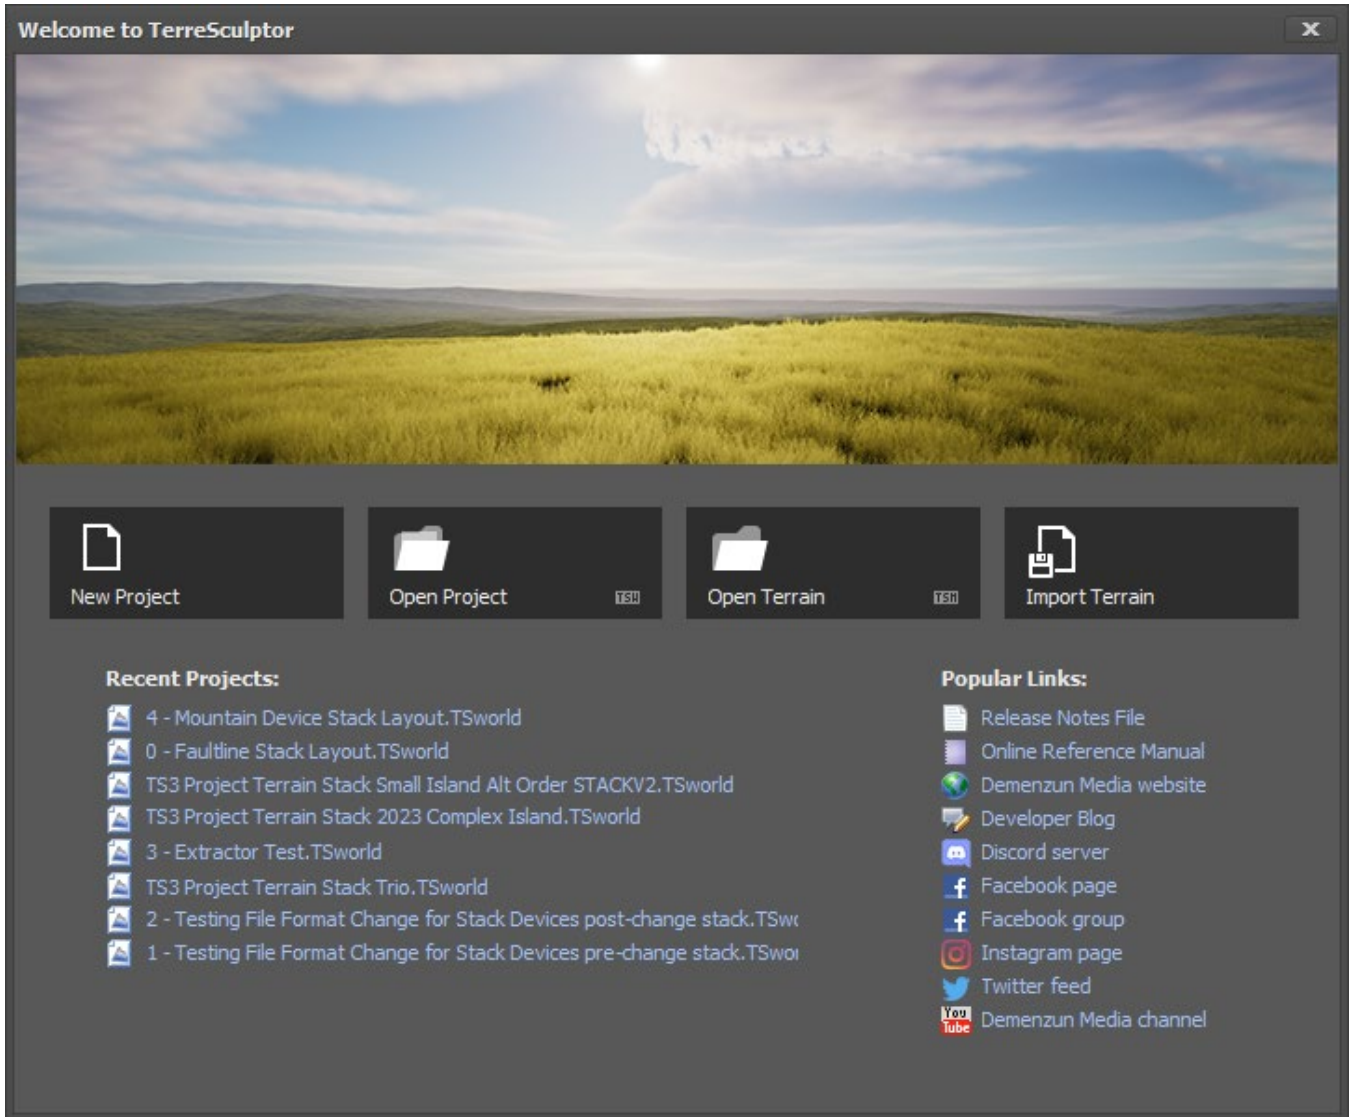 Welcome to TerreSculptor
New Project
Open Project
TSW
Open Terrain
Import Terrain
Recent Projects:
4 - Mountain Device Stack Layout.TSworld
0 - Faultline Stack Layout.TSworld
TS3 Project Terrain Stack Small Island Alt Order STACKV2.TSworld
TS3 Project Terrain Stack 2023 Complex Island.TSworld
3 - Extractor Test.TSworld
TS3 Project Terrain Stack Trio.TSworld
2 - Testing File Format Change for Stack Devices post-change stack.TSwo
1 - Testing File Format Change for Stack Devices pre-change stack.TSwor
Popular Links:
Release Notes File
Online Reference Manual
Demenzun Media website
Developer Blog
Discord server
Facebook page
Facebook group
Instagram page
Twitter feed
You
Tube
Demenzun Media channel